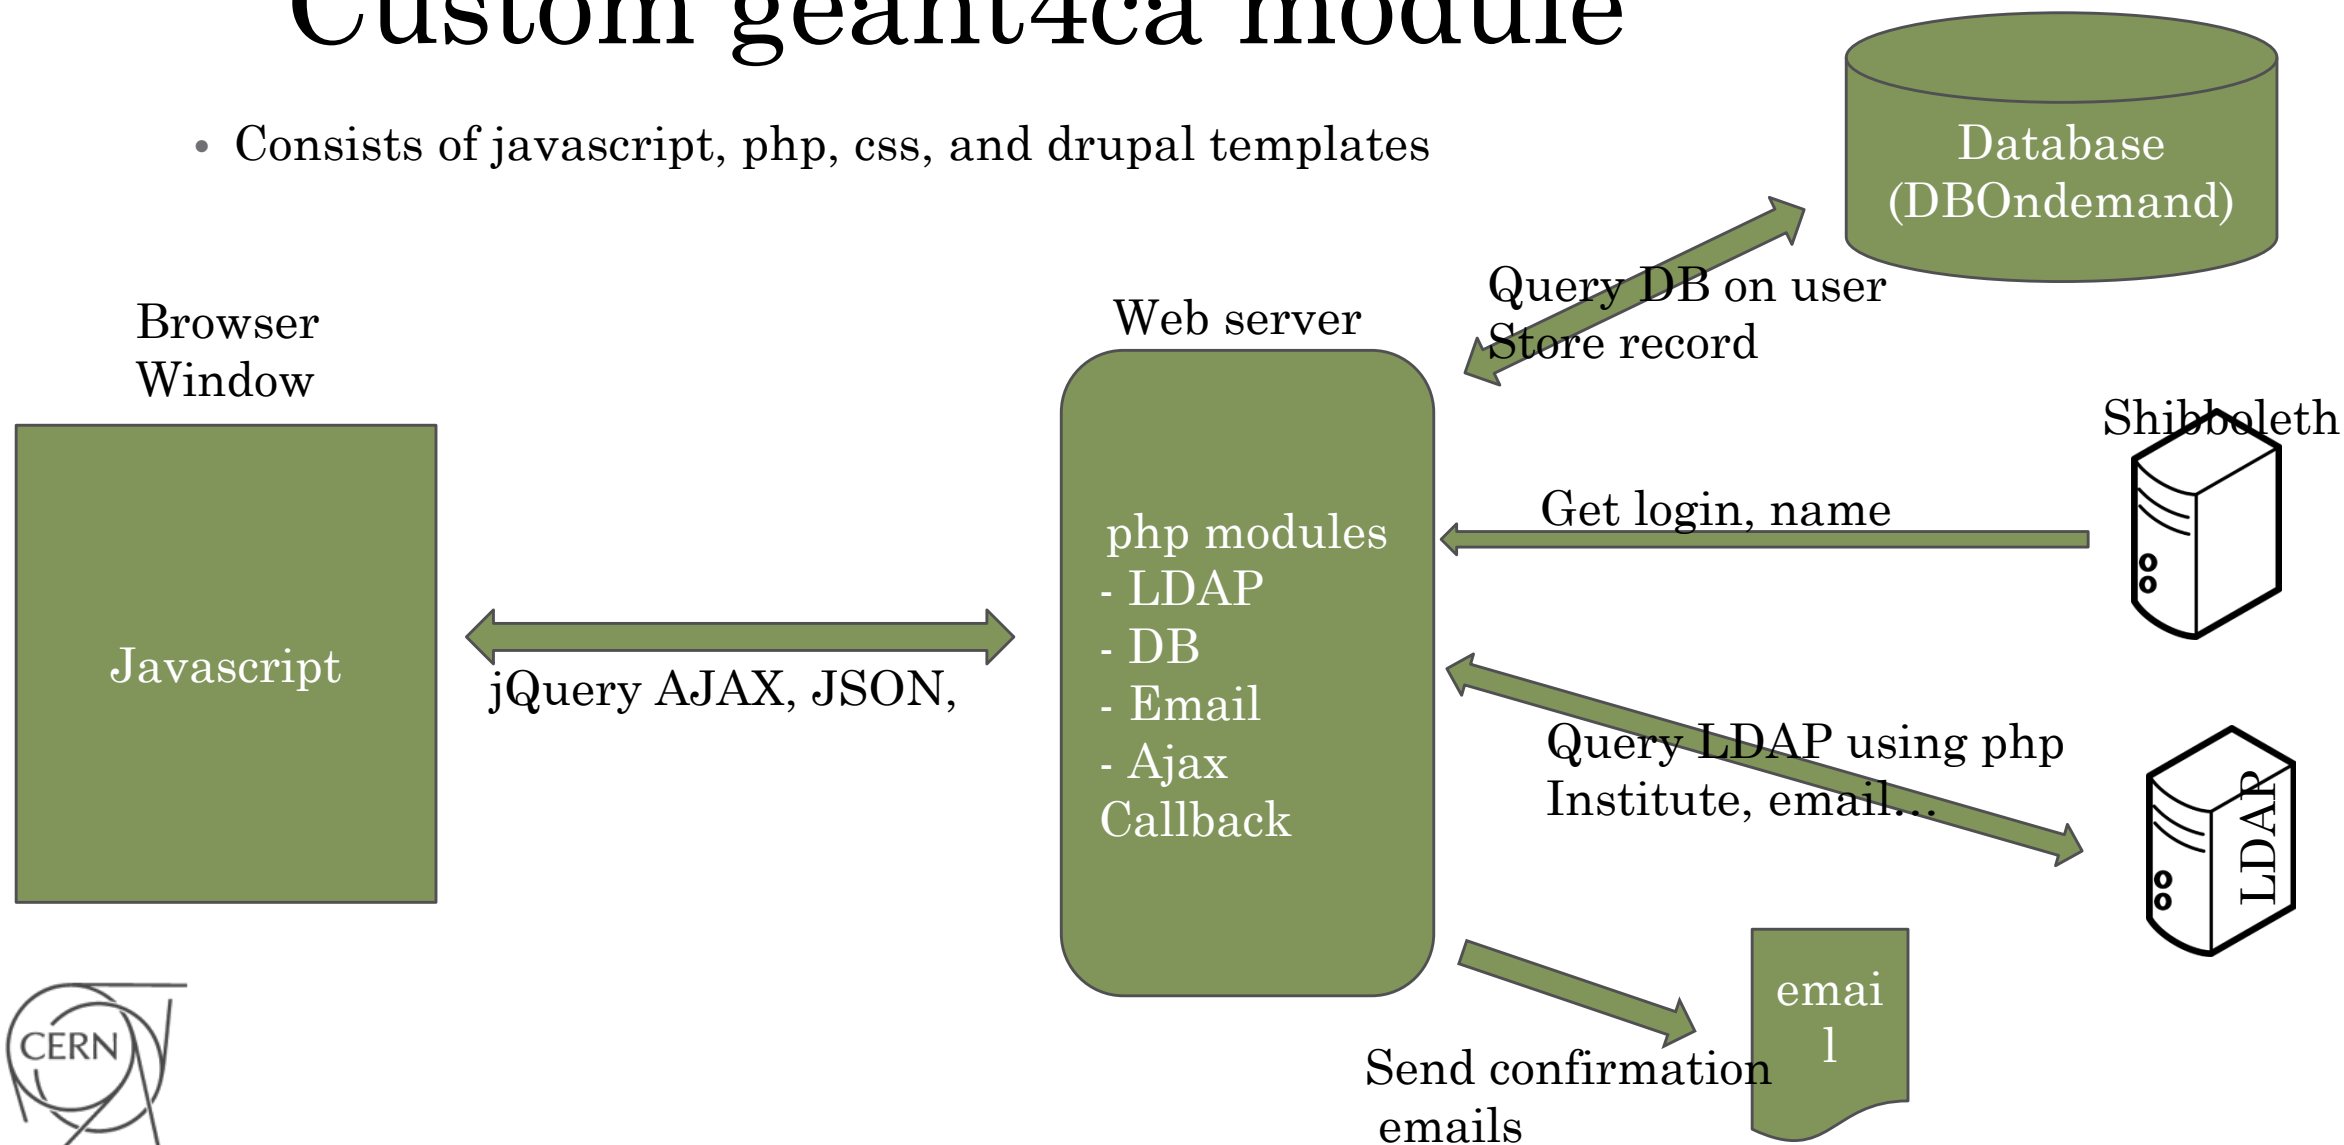 Custom geant4ca module
• Consists of javascript, php, css, and drupal templates
Database
(DBOndemand)
Query DB on user
Store record
Browser
Window
Web server
Shibboleth
Get login, name
Javascript
jQuery AJAX, JSON,
php modules
- LDAP
- DB
- Email
- Ajax
Callback
Query LDAP using php
Institute, email...
LDAP
emai
l
Send confirmation
emails
CERN